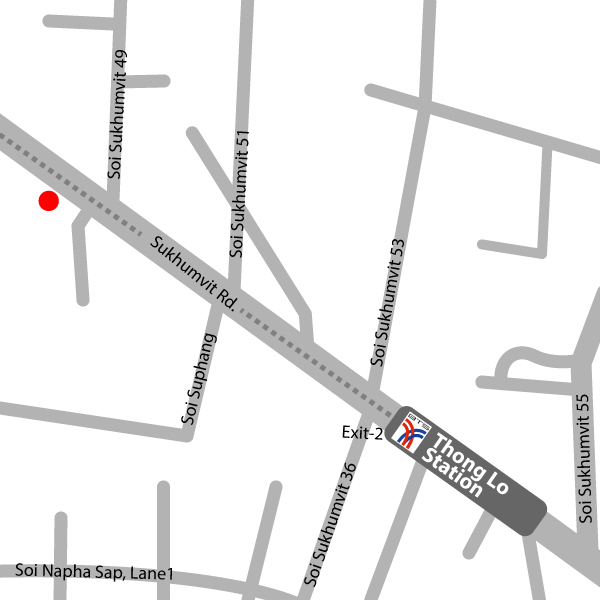 Soi Sukhumvit 49
Soi Sukhumvit 51
Sukhumvit Rd.
Soi Sukhumvit 53
Soi Suphang
Exit-2
Thong Lo
Station
Soi Sukhumvit 55
Soi Sukhumvit 36
Soi Napha Sap, Lane1